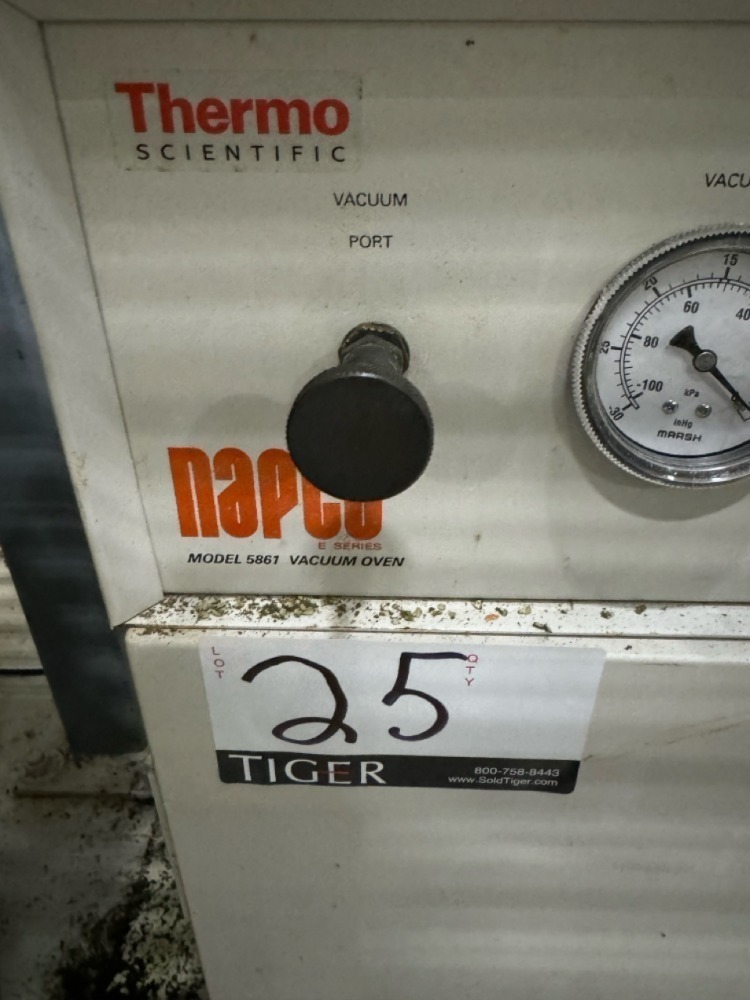 Thermo
SCIENTIFIC
VACUUM
PORT
VACU
15
20
60
40
25
80
-100
kPa
-30
inHg
MARSH
napco
E SERIES
MODEL 5861 VACUUM OVEN
LOT
25
QTY
TIGER
800-758-8443
www.SoldTiger.com